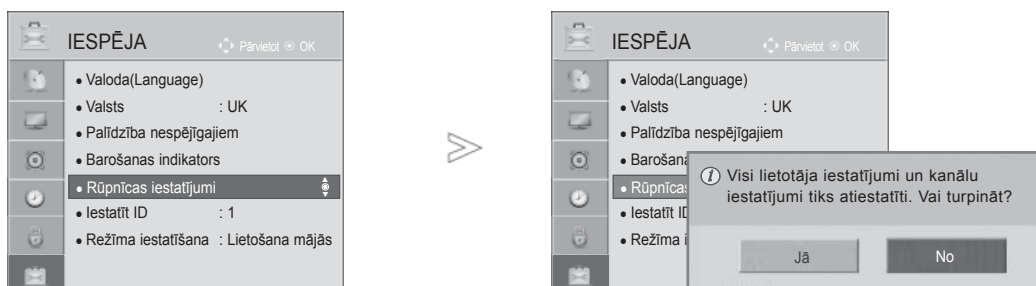 IESPĒJA
Pārvietot OK
• Valoda(Language)
• Valsts : UK
• Palīdzība nespējīgajiem
• Barošanas indikators
• Rūpnīcas iestatījumi
• Iestatīt ID : 1
• Režīma iestatīšana : Lietošana mājās
IESPĒJA
Pārvietot OK
• Valoda(Language)
• Valsts : UK
• Palīdzība nespējīgajiem
• Barošana
• Rūpnīcas
• Iestatīt ID
• Režīma i
Visi lietotāja iestatījumi un kanālu
iestatījumi tiks atiestatīti. Vai turpināt?
Jā
No